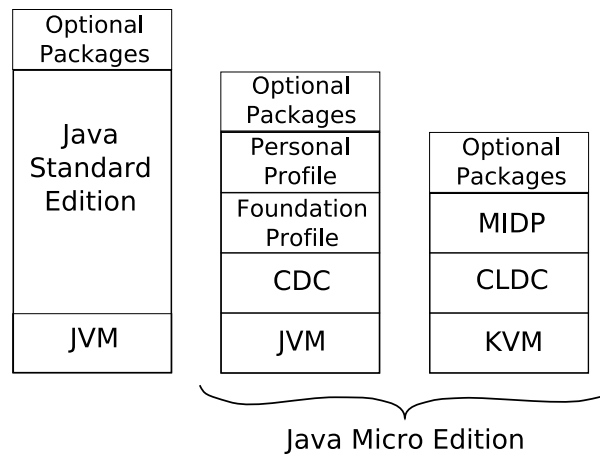 Optional
Packages
Java
Standard
Edition
JVM
Optional
Packages
Personal
Profile
Foundation
Profile
CDC
JVM
Optional
Packages
MIDP
CLDC
KVM
Java Micro Edition